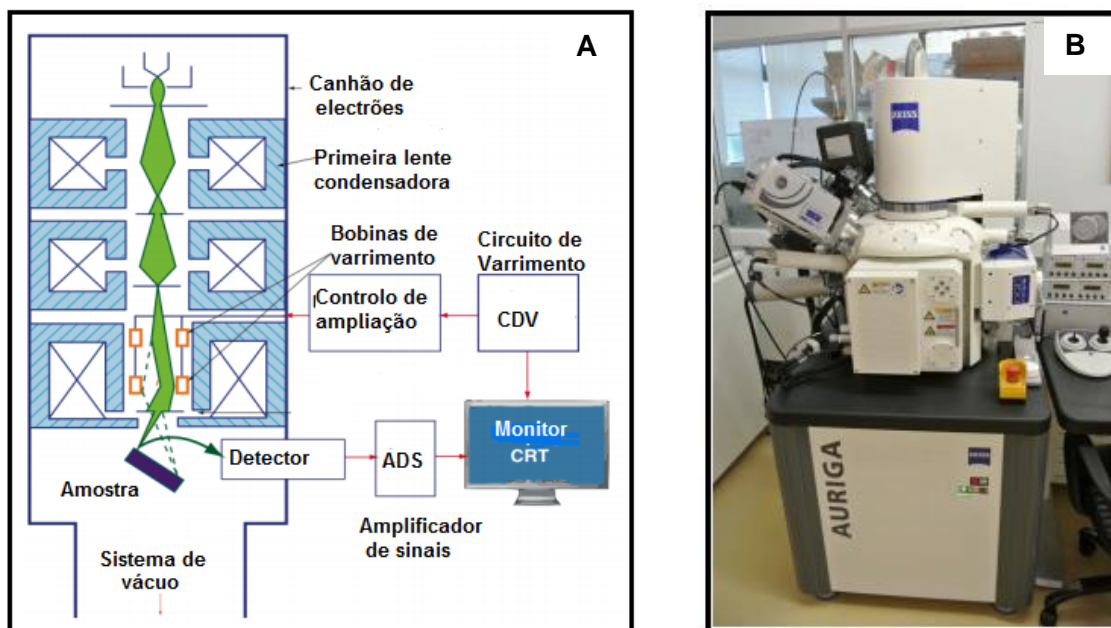 A
Canhão de
electrões
Primeira lente
condensadora
Bobinas de
varrimento
Circuito de
Varrimento
Controlo de
ampliação
CDV
Monitor
CRT
Detector
ADS
Amostra
Amplificador
de sinais
Sistema de
vácuo
B
ZEISS
AURIGA